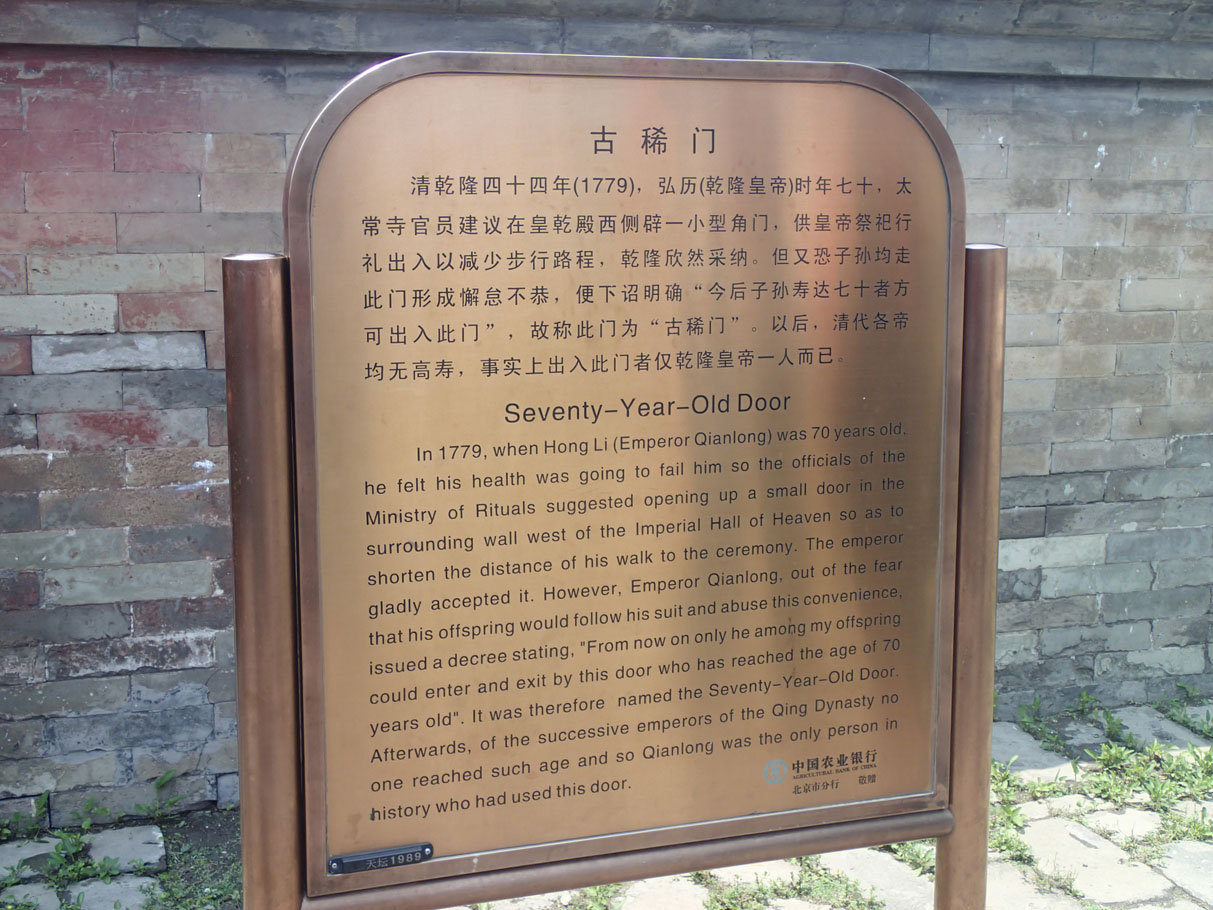 古稀门
清乾隆四十四年(1779)，弘历(乾隆皇帝)时年七十，太
常寺官员建议在皇乾殿西侧辟一小型角门，供皇帝祭祀行
礼出入以减少步行路程，乾隆欣然采纳。但又恐子孙均走
此门形成懈怠不恭，便下诏明确“今后子孙寿达七十者方
可出入此门”，故称此门为“古稀门”。以后，清代各帝
均无高寿，事实上出入此门者仅乾隆皇帝一人而已。
Seventy-Year-Old Door
In 1779, when Hong Li (Emperor Qianlong) was 70 years old,
he felt his health was going to fail him so the officials of the
Ministry of Rituals suggested opening up a small door in the
surrounding wall west of the Imperial Hall of Heaven so as to
shorten the distance of his walk to the ceremony. The emperor
gladly accepted it. However, Emperor Qianlong, out of the fear
that his offspring would follow his suit and abuse this convenience,
issued a decree stating, "From now on only he among my offspring
could enter and exit by this door who has reached the age of 70
years old". It was therefore named the Seventy-Year-Old Door.
Afterwards, of the successive emperors of the Qing Dynasty no
one reached such age and so Qianlong was the only person in
history who had used this door.
中国农业银行
AGRICULTURAL BANK OF CHINA
北京市分行 敬赠
天坛1989